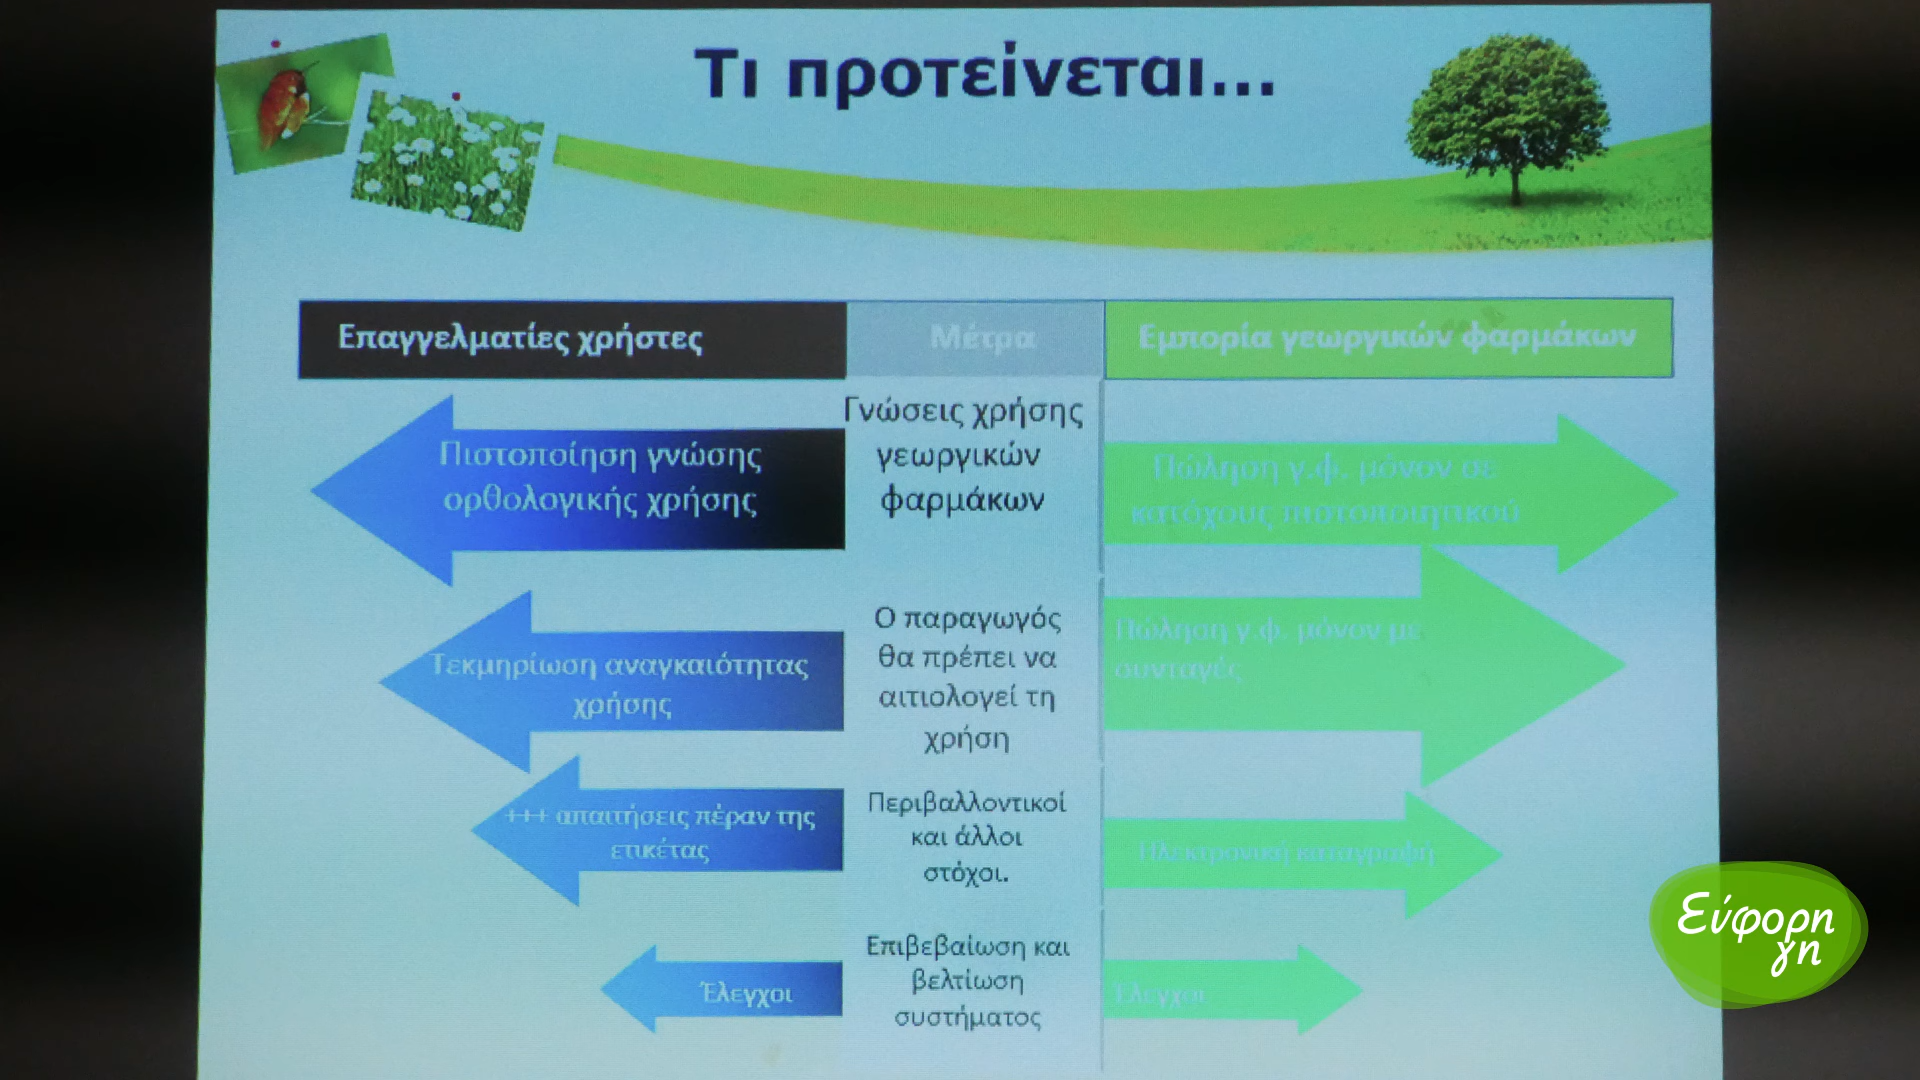 Τι προτείνεται...
Επαγγελματίες χρήστες
Μέτρα
Εμπορία γεωργικών φαρμάκων
Πιστοποίηση γνώσης
ορθολογικής χρήσης
Γνώσεις χρήσης
γεωργικών
φαρμάκων
Πώληση γ.φ. μόνον σε
κατόχους πιστοποιητικού
Τεκμηρίωση αναγκαιότητας
χρήσης
Ο παραγωγός
θα πρέπει να
αιτιολογεί τη
χρήση
Πώληση γ.φ. μόνον με
συνταγές
+++ απαιτήσεις πέραν της
ετικέτας
Περιβαλλοντικοί
και άλλοι
στόχοι.
Ηλεκτρονική καταγραφή
Έλεγχοι
Επιβεβαίωση και
βελτίωση
συστήματος
Έλεγχοι
Εύφορη
γη